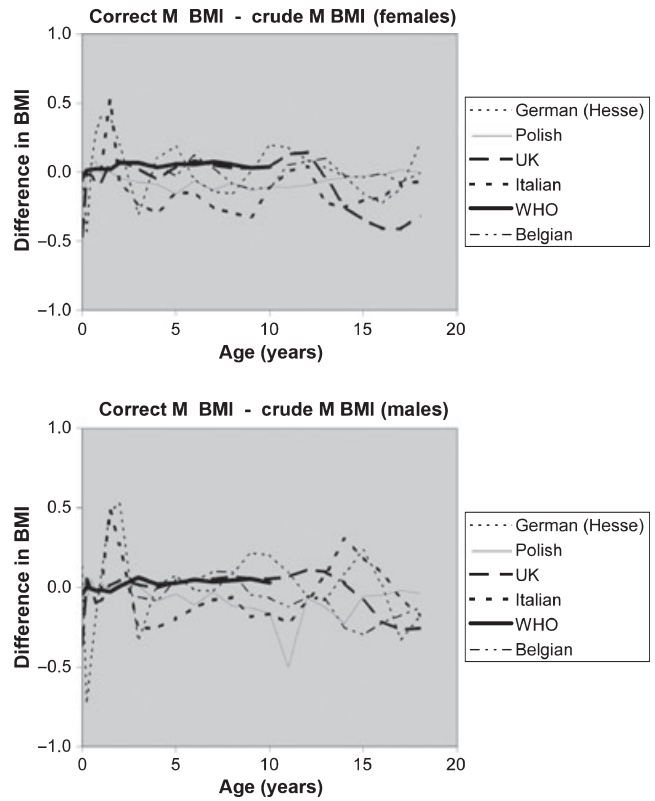 Correct M BMI - crude M BMI (females)
1.0
0.5
0.0
−0.5
−1.0
Difference in BMI
0 5 10 15 20
Age (years)
German (Hesse)
Polish
UK
Italian
WHO
Belgian
Correct M BMI - crude M BMI (males)
1.0
0.5
0.0
−0.5
−1.0
Difference in BMI
0 5 10 15 20
Age (years)
German (Hesse)
Polish
UK
Italian
WHO
Belgian